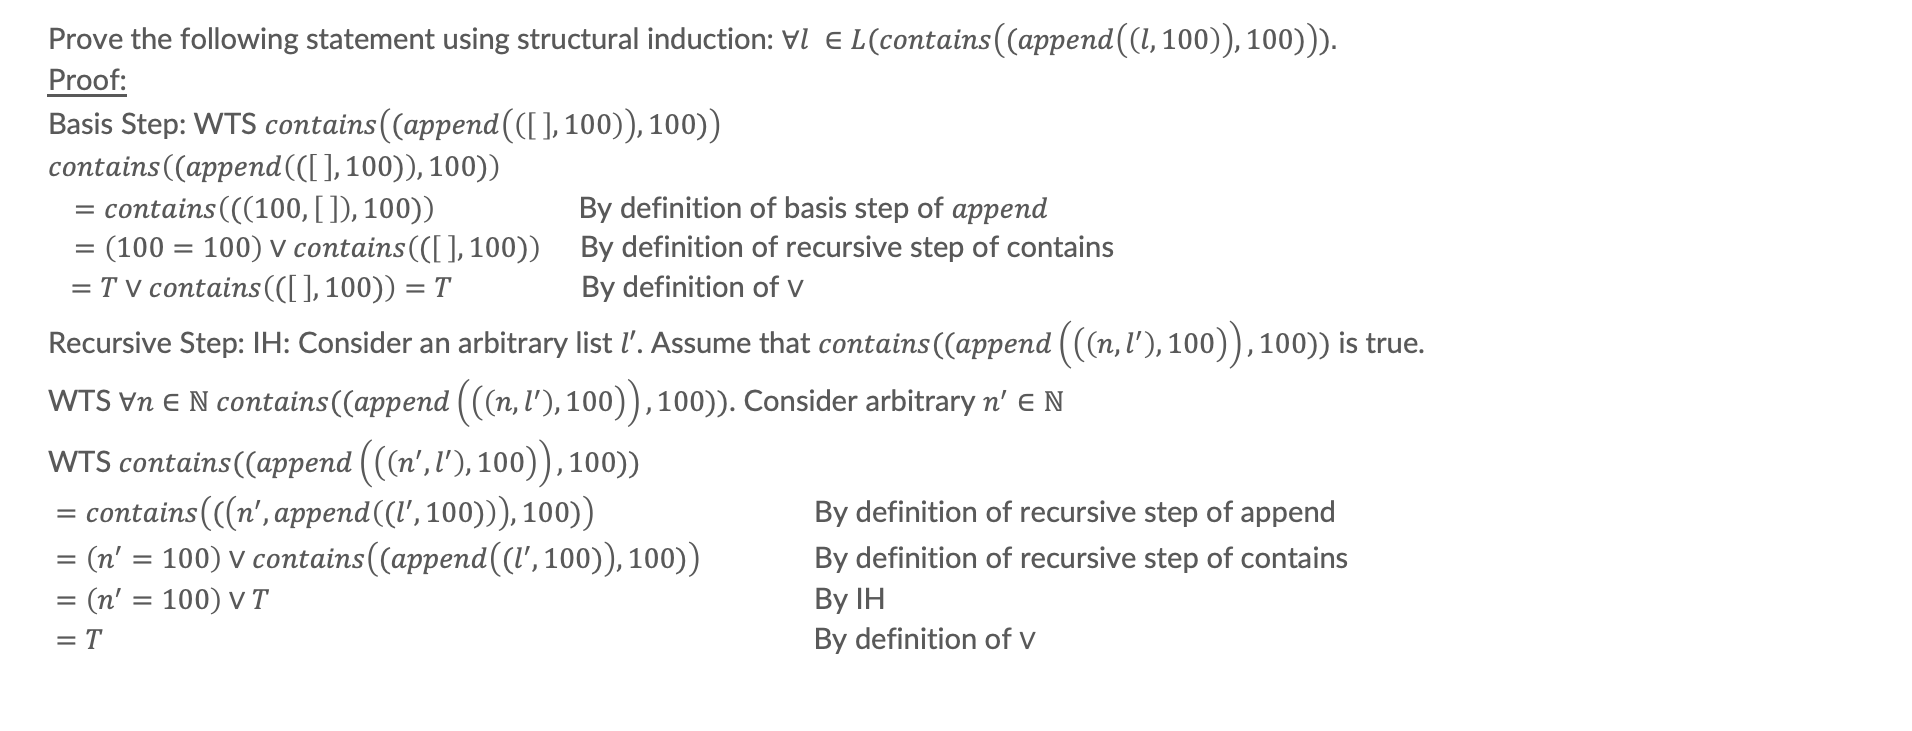 Prove the following statement using structural induction: ∀l ∈ L(contains((append((l, 100)), 100))).
Proof:
Basis Step: WTS contains((append(([ ], 100)), 100))
contains((append(([ ], 100)), 100))
= contains(((100, [ ]), 100)) By definition of basis step of append
= (100 = 100) ∨ contains(([ ], 100)) By definition of recursive step of contains
= T ∨ contains(([ ], 100)) = T By definition of ∨
Recursive Step: IH: Consider an arbitrary list l′. Assume that contains((append(((n, l′), 100)), 100)) is true.
WTS ∀n ∈ ℕ contains((append(((n, l′), 100)), 100)). Consider arbitrary n′ ∈ ℕ
WTS contains((append(((n′, l′), 100)), 100))
= contains(((n′, append((l′, 100))), 100)) By definition of recursive step of append
= (n′ = 100) ∨ contains((append((l′, 100)), 100)) By definition of recursive step of contains
= (n′ = 100) ∨ T By IH
= T By definition of ∨